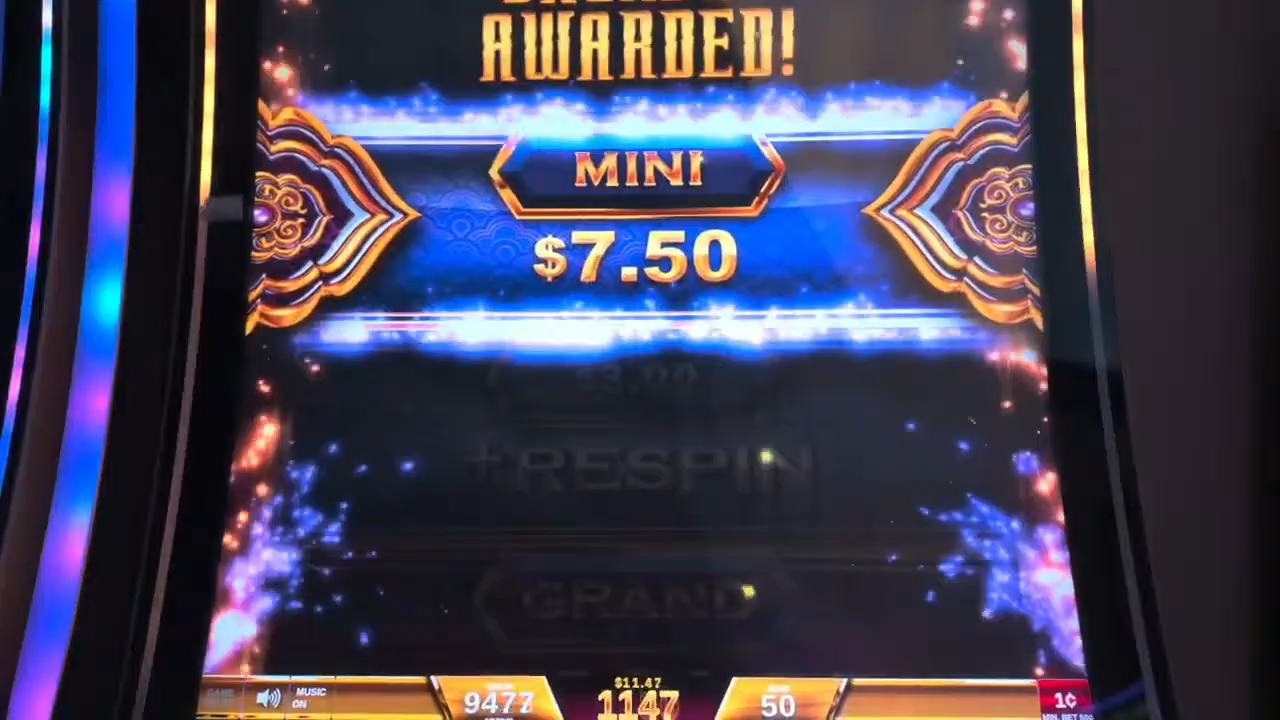 AWARDED!
MINI
$7.50
+RESPIN
GRAND
$11.47
MUSIC
ON
9477
1147
50
1¢